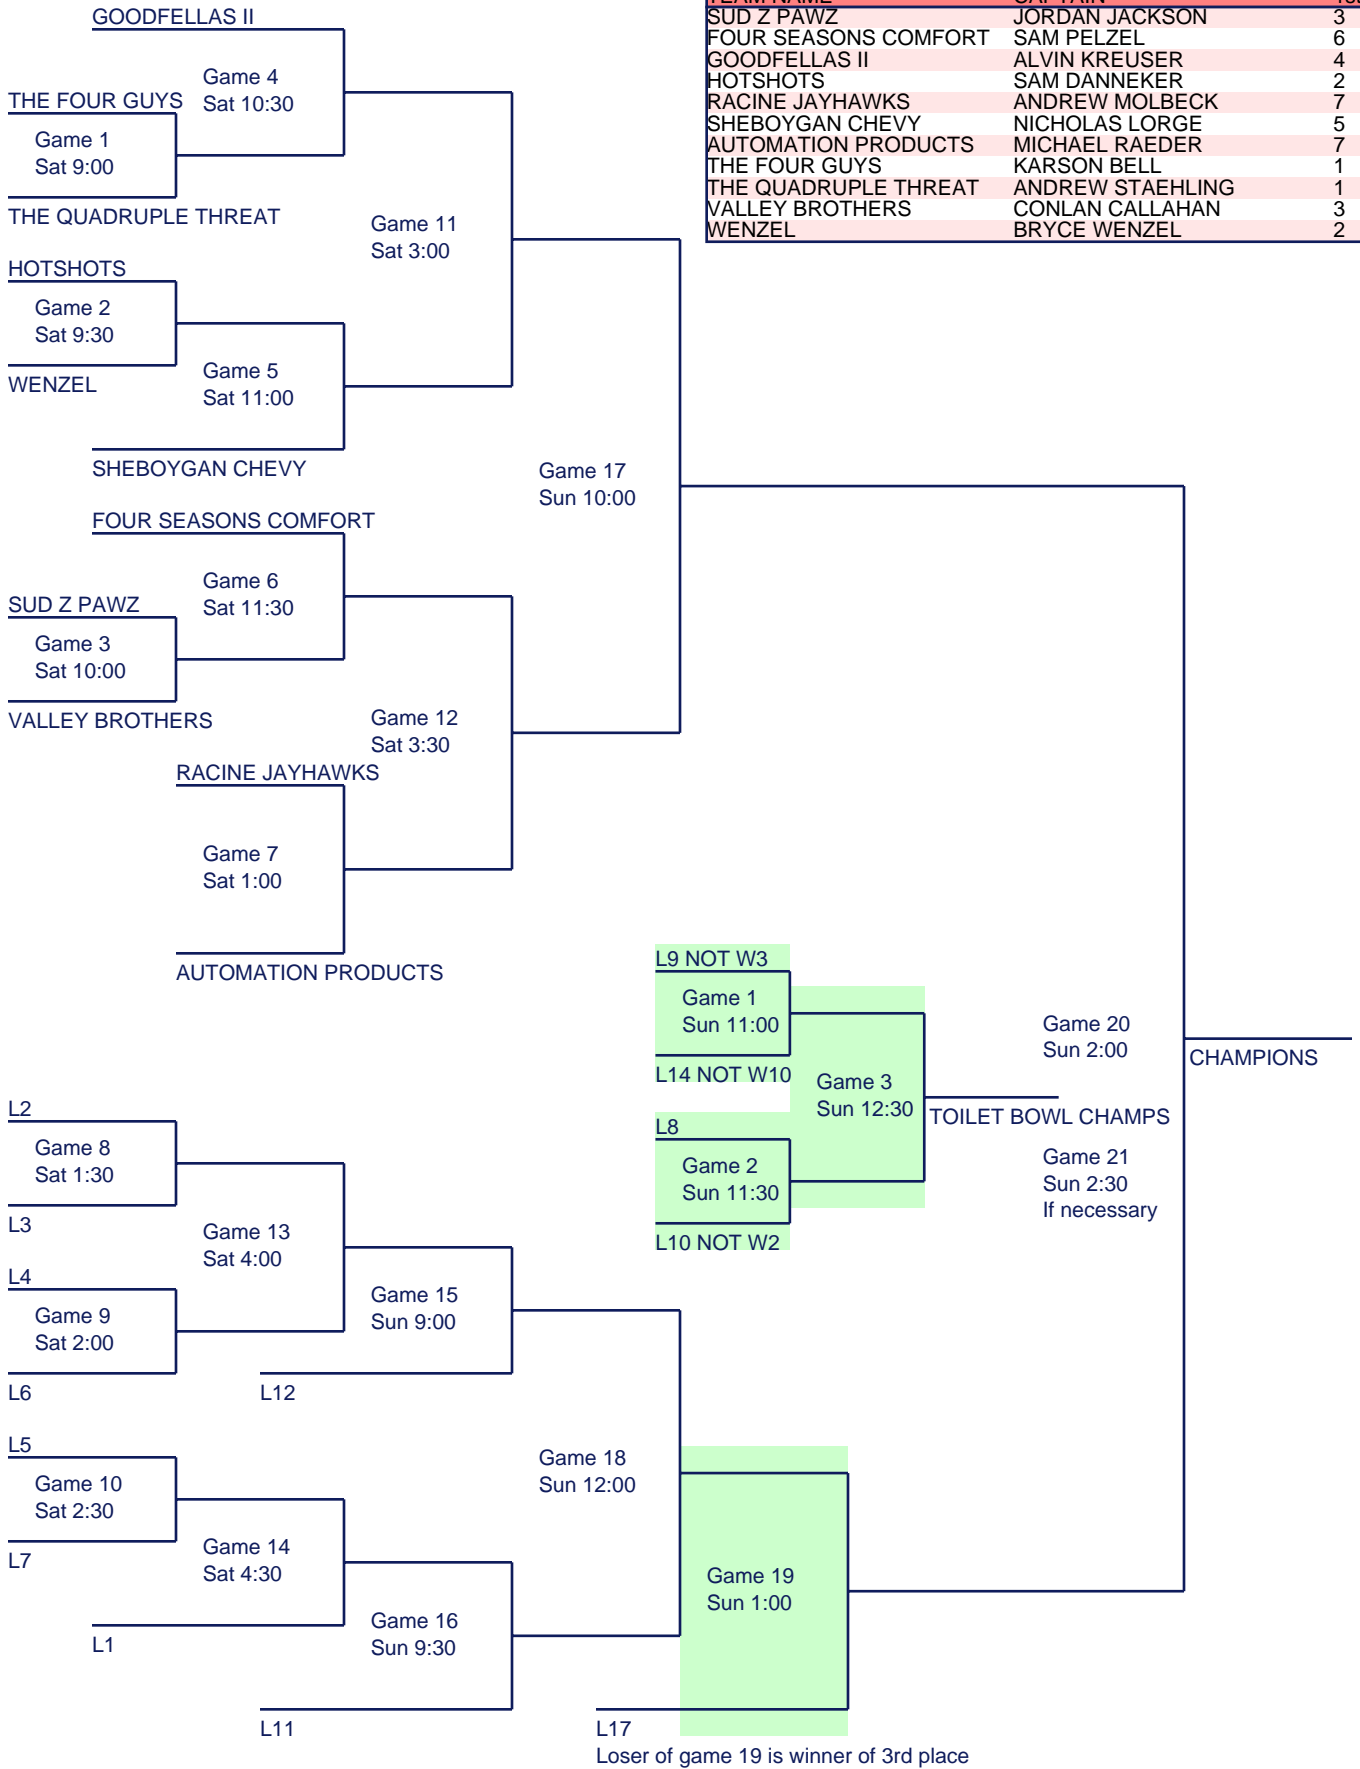 GOODFELLAS II
Game 4
Sat 10:30
THE FOUR GUYS
Game 1
Sat 9:00
THE QUADRUPLE THREAT
Game 11
Sat 3:00
HOTSHOTS
Game 2
Sat 9:30
WENZEL
Game 5
Sat 11:00
SHEBOYGAN CHEVY
Game 17
Sun 10:00
FOUR SEASONS COMFORT
Game 6
Sat 11:30
SUD Z PAWZ
Game 3
Sat 10:00
VALLEY BROTHERS
Game 12
Sat 3:30
RACINE JAYHAWKS
Game 7
Sat 1:00
AUTOMATION PRODUCTS
TEAM NAME CAPTAIN
SUD Z PAWZ JORDAN JACKSON 3
FOUR SEASONS COMFORT SAM PELZEL 6
GOODFELLAS II ALVIN KREUSER 4
HOTSHOTS SAM DANNEKER 2
RACINE JAYHAWKS ANDREW MOLBECK 7
SHEBOYGAN CHEVY NICHOLAS LORGE 5
AUTOMATION PRODUCTS MICHAEL RAEDER 7
THE FOUR GUYS KARSON BELL 1
THE QUADRUPLE THREAT ANDREW STAEHLING 1
VALLEY BROTHERS CONLAN CALLAHAN 3
WENZEL BRYCE WENZEL 2
L9 NOT W3
Game 1
Sun 11:00
L14 NOT W10
Game 3
Sun 12:30
L8
Game 2
Sun 11:30
L10 NOT W2
TOILET BOWL CHAMPS
Game 20
Sun 2:00
CHAMPIONS
Game 21
Sun 2:30
If necessary
L2
Game 8
Sat 1:30
L3
Game 13
Sat 4:00
L4
Game 9
Sat 2:00
L6
Game 15
Sun 9:00
L12
L5
Game 10
Sat 2:30
L7
Game 14
Sat 4:30
L1
Game 16
Sun 9:30
L11
Game 18
Sun 12:00
Game 19
Sun 1:00
L17
Loser of game 19 is winner of 3rd place